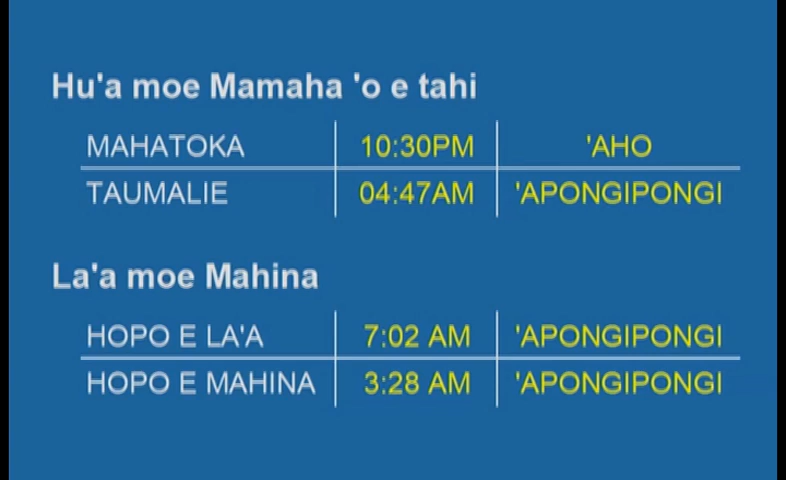 Hu'a moe Mamaha 'o e tahi
MAHATOKA 10:30PM 'AHO
TAUMALIE 04:47AM 'APONGIPONGI
La'a moe Mahina
HOPO E LA'A 7:02 AM 'APONGIPONGI
HOPO E MAHINA 3:28 AM 'APONGIPONGI